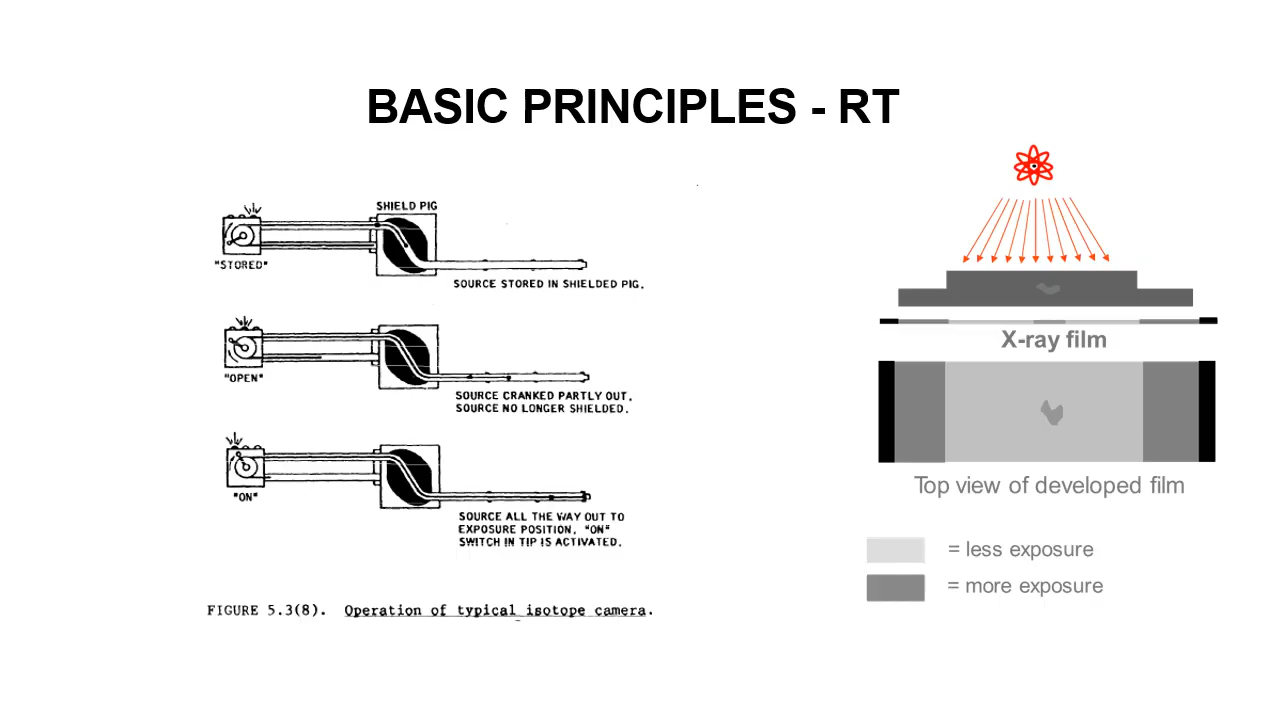 BASIC PRINCIPLES - RT
SHIELD PIG
"STORED"
SOURCE STORED IN SHIELDED PIG.
"OPEN"
SOURCE CRANKED PARTLY OUT,
SOURCE NO LONGER SHIELDED.
"ON"
SOURCE ALL THE WAY OUT TO
EXPOSURE POSITION, "ON"
SWITCH IN TIP IS ACTIVATED.
FIGURE 5.3(8). Operation of typical isotope camera.
X-ray film
Top view of developed film
= less exposure
= more exposure